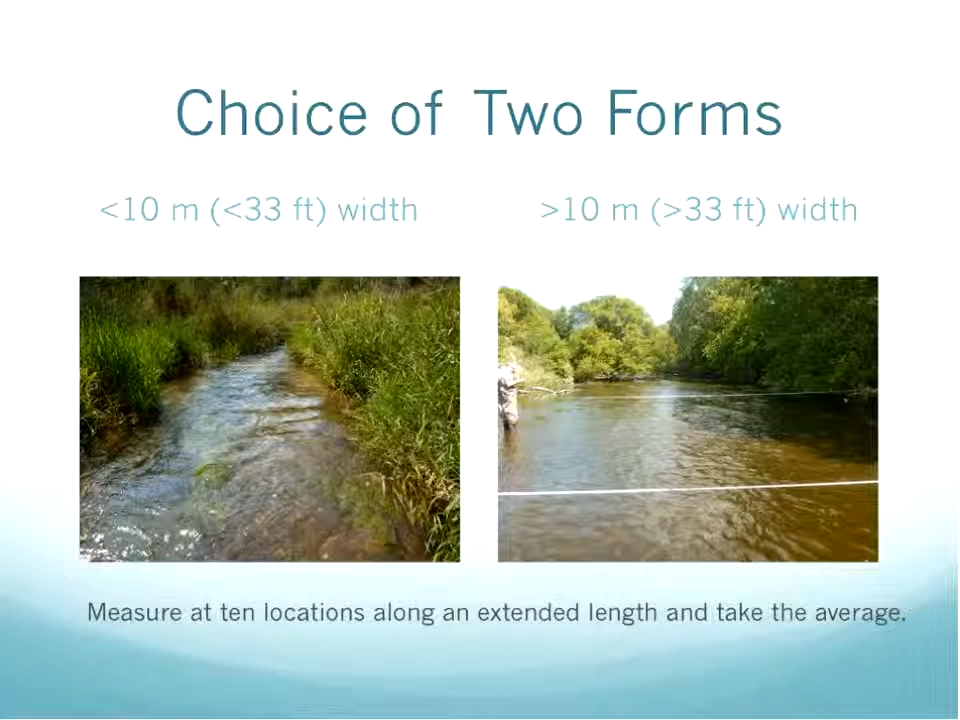 Choice of Two Forms
<10 m (<33 ft) width
>10 m (>33 ft) width
Measure at ten locations along an extended length and take the average.